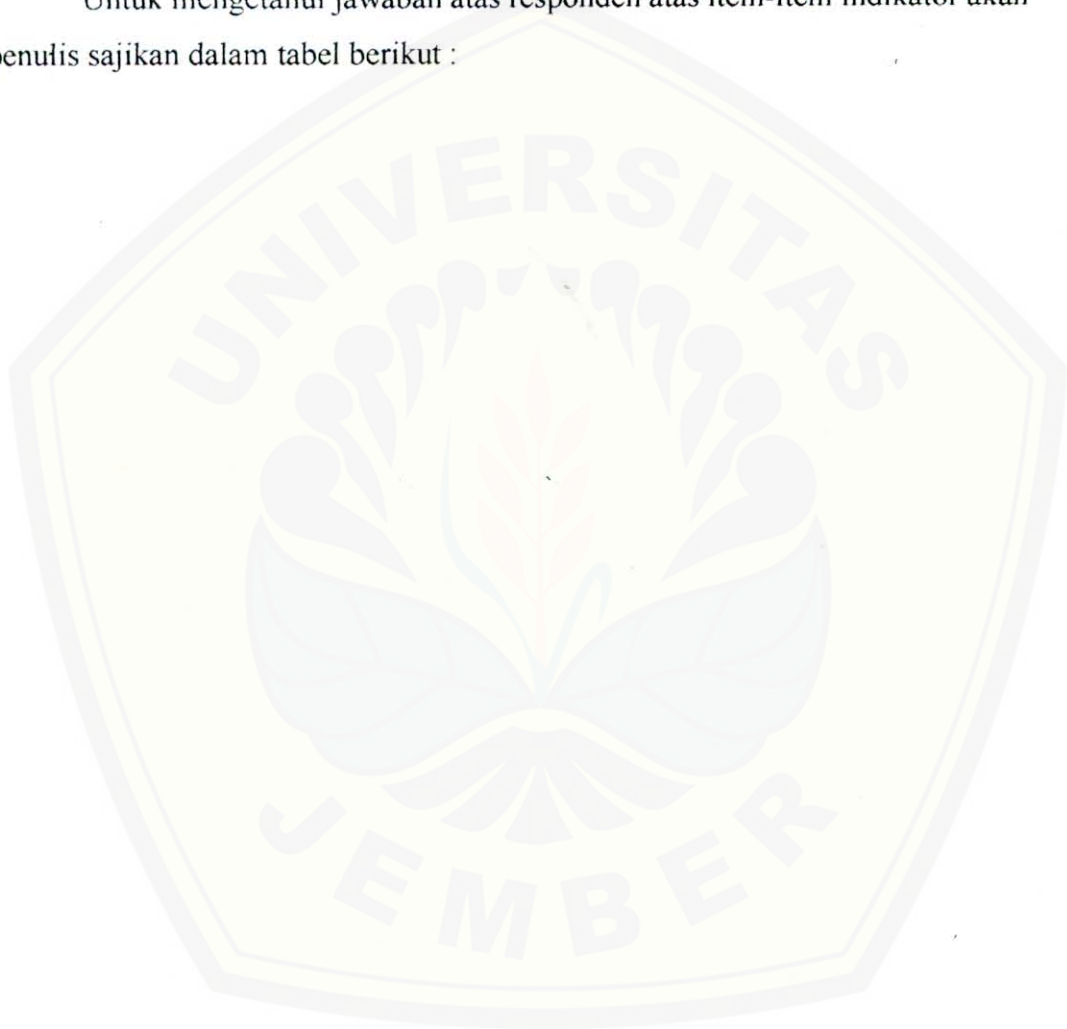 Untuk mengetahui jawaban atas responden atas item-item indikator akan
penulis sajikan dalam tabel berikut :
UNIVERSITAS
JEMBER